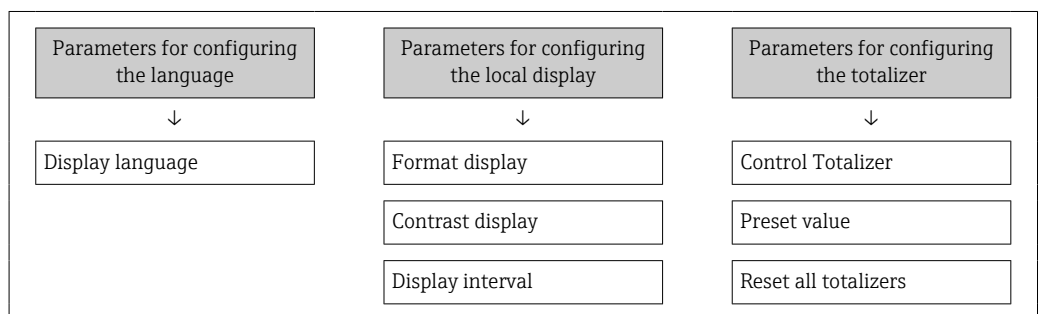 Parameters for configuring
the language
↓
Display language
Parameters for configuring
the local display
↓
Format display
Contrast display
Display interval
Parameters for configuring
the totalizer
↓
Control Totalizer
Preset value
Reset all totalizers